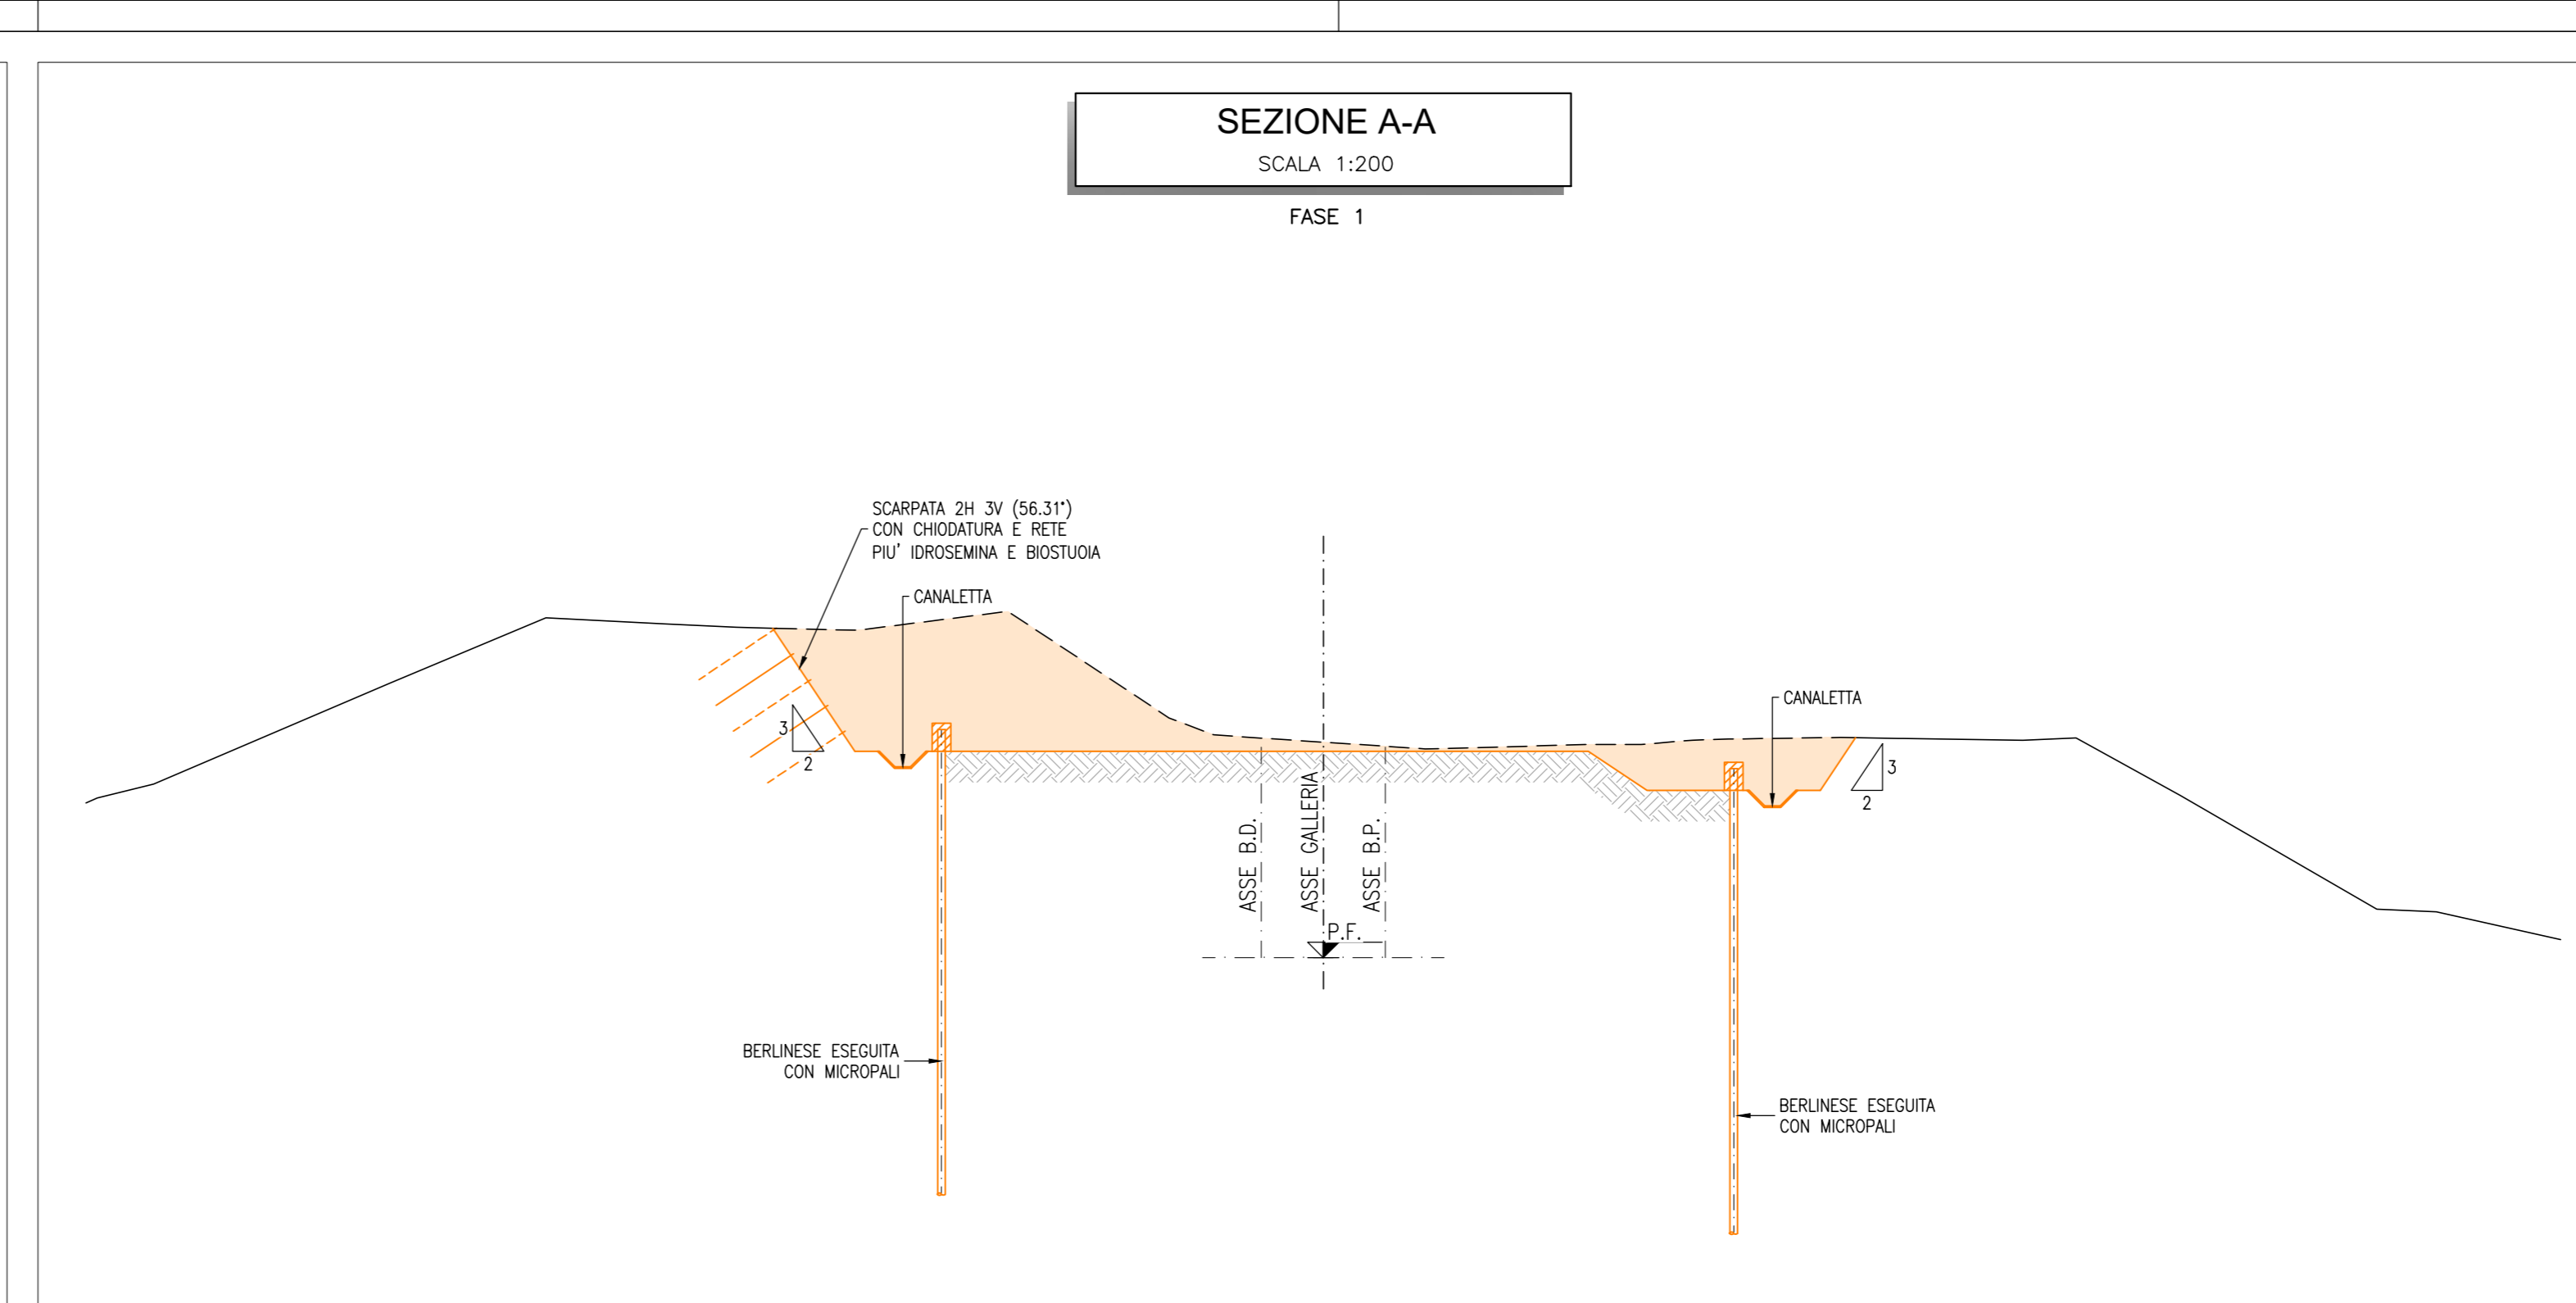 SEZIONE A-A
SCALA 1:200
FASE 1
SCARPATA 2H 3V (56.31°)
CON CHIODATURA E RETE
PIU' IDROSEMINA E BIOSTUOIA
CANALETTA
CANALETTA
3
2
3
2
ASSE B.D.
ASSE GALLERIA
ASSE B.P.
P.F.
BERLINESE ESEGUITA
CON MICROPALI
BERLINESE ESEGUITA
CON MICROPALI